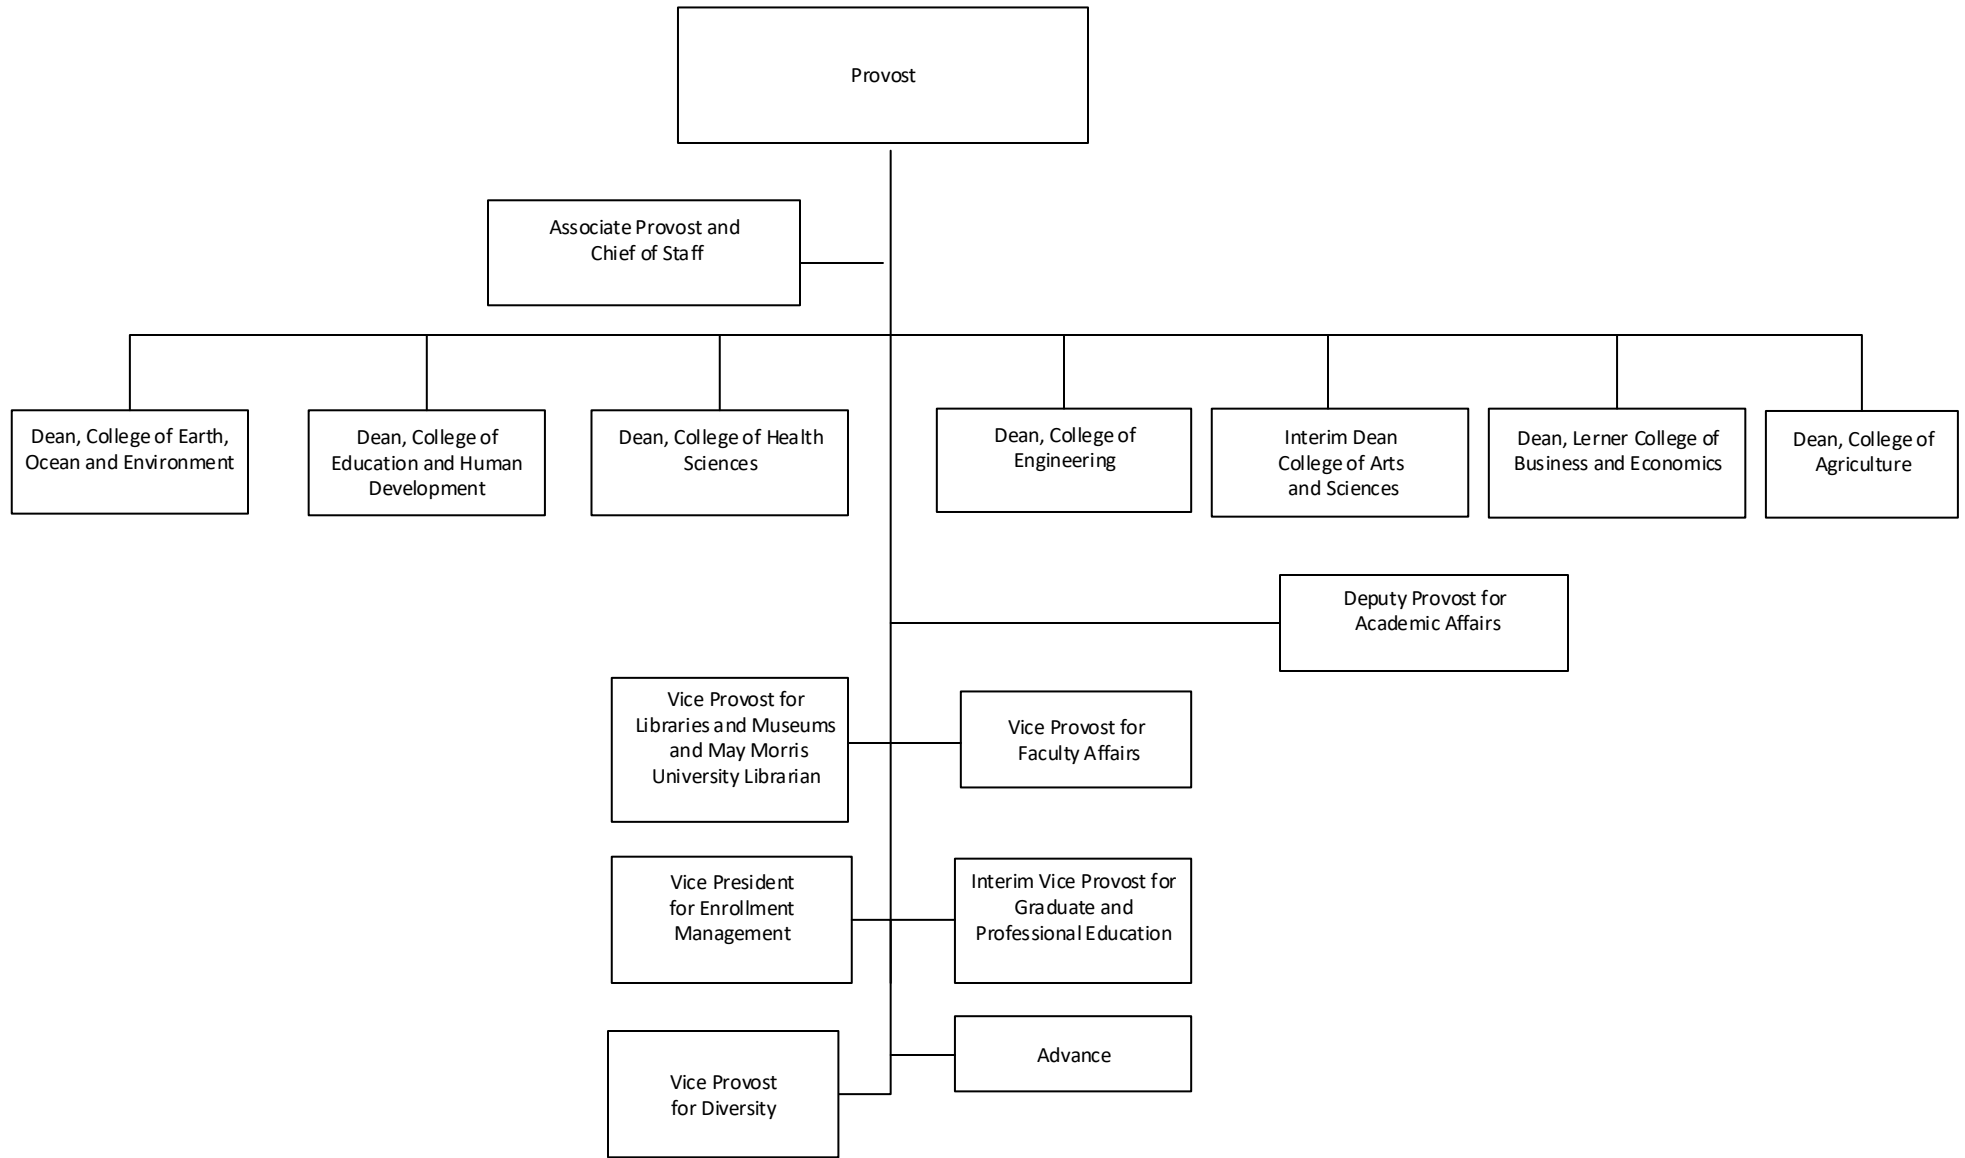 Provost
Associate Provost and
Chief of Staff
Dean, College of Earth,
Ocean and Environment
Dean, College of
Education and Human
Development
Dean, College of Health
Sciences
Dean, College of
Engineering
Interim Dean
College of Arts
and Sciences
Dean, Lerner College of
Business and Economics
Dean, College of
Agriculture
Deputy Provost for
Academic Affairs
Vice Provost for
Libraries and Museums
and May Morris
University Librarian
Vice Provost for
Faculty Affairs
Vice President
for Enrollment
Management
Interim Vice Provost for
Graduate and
Professional Education
Advance
Vice Provost
for Diversity